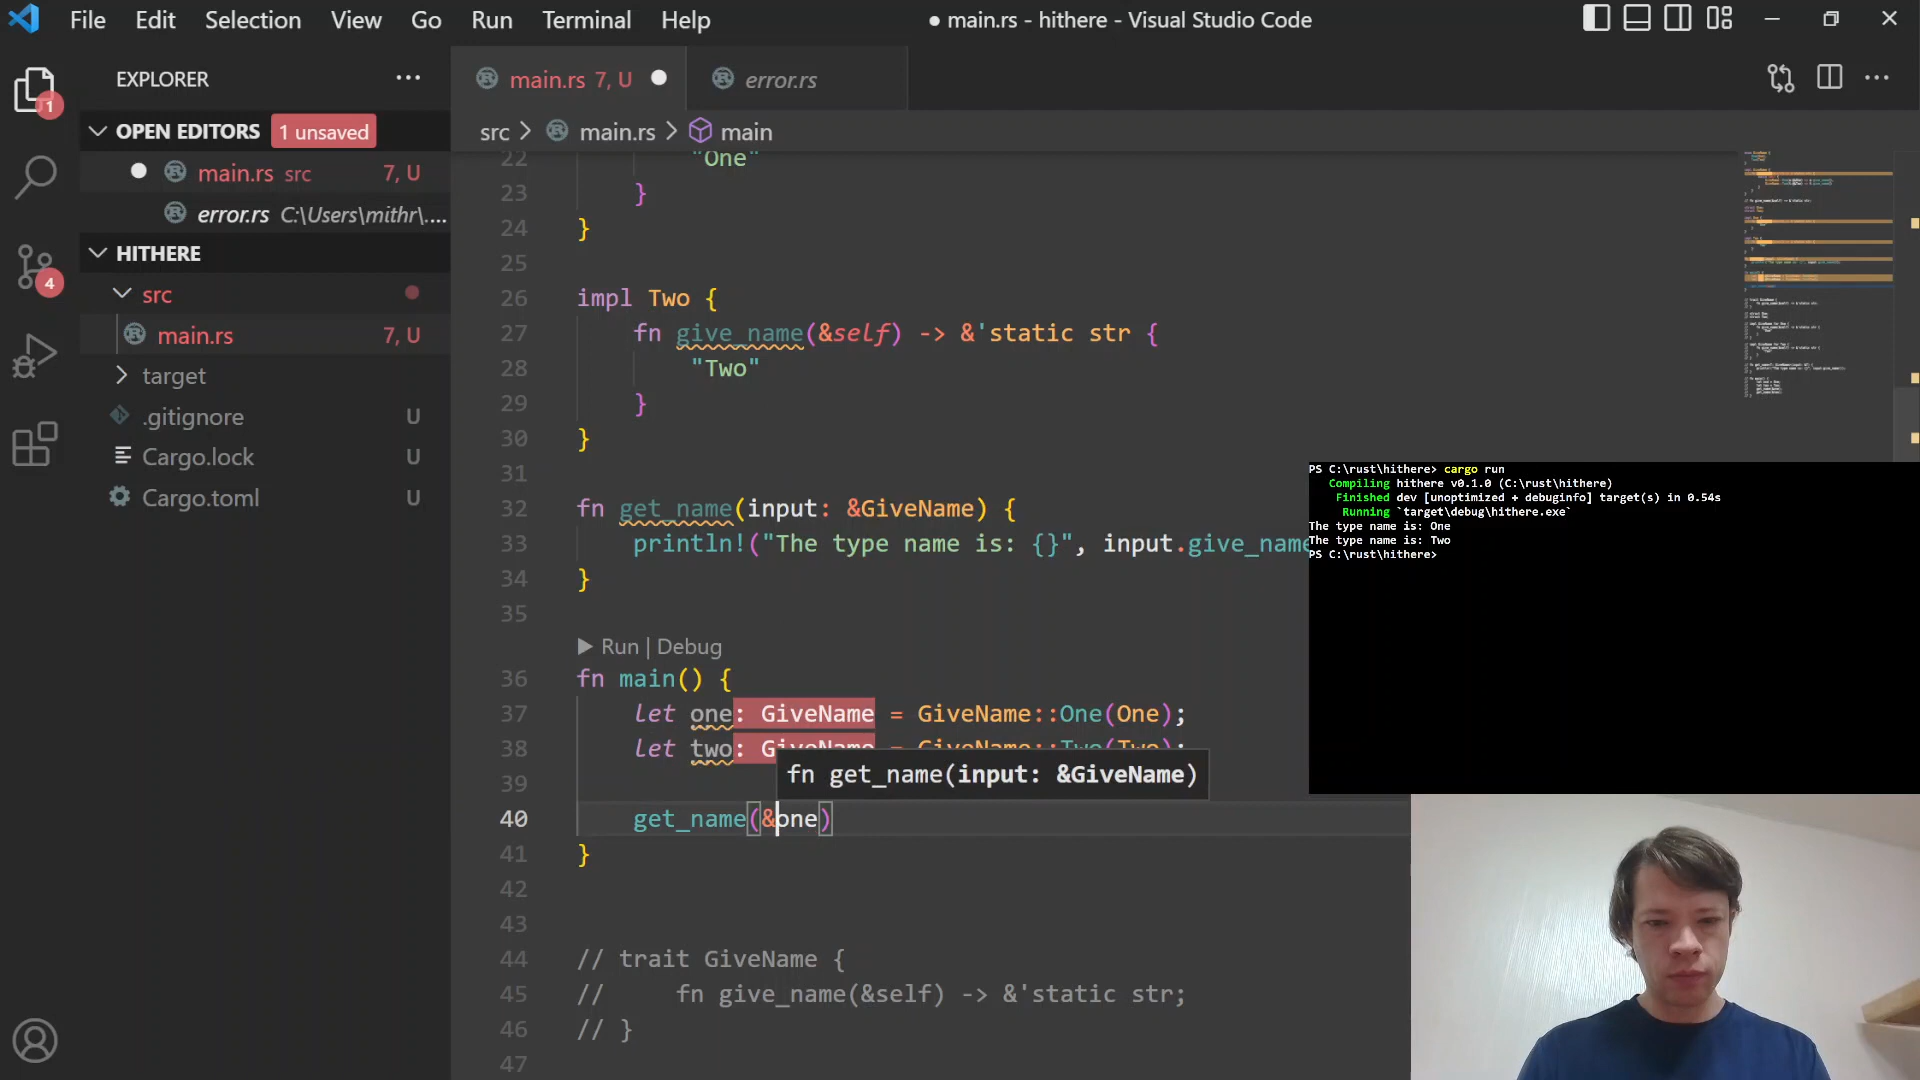 File Edit Selection View Go Run Terminal Help
● main.rs - hithere - Visual Studio Code
EXPLORER
main.rs 7, U
error.rs
OPEN EDITORS 1 unsaved
src > main.rs > main
main.rs src 7, U
error.rs C:\Users\mithr\....
HITHERE
src
main.rs 7, U
target
.gitignore U
Cargo.lock U
Cargo.toml U
1
4
22 "One"
23 }
24 }
25
26 impl Two {
27 fn give_name(&self) -> &'static str {
28 "Two"
29 }
30 }
31
32 fn get_name(input: &GiveName) {
33 println!("The type name is: {}", input.give_name
34 }
35
Run | Debug
36 fn main() {
37 let one: GiveName = GiveName::One(One);
38 let two: GiveName = GiveName::Two(Two);
fn get_name(input: &GiveName)
39
40 get_name(&one)
41 }
42
43
44 // trait GiveName {
45 // fn give_name(&self) -> &'static str;
46 // }
47
PS C:\rust\hithere> cargo run
Compiling hithere v0.1.0 (C:\rust\hithere)
Finished dev [unoptimized + debuginfo] target(s) in 0.54s
Running `target\debug\hithere.exe`
The type name is: One
The type name is: Two
PS C:\rust\hithere>